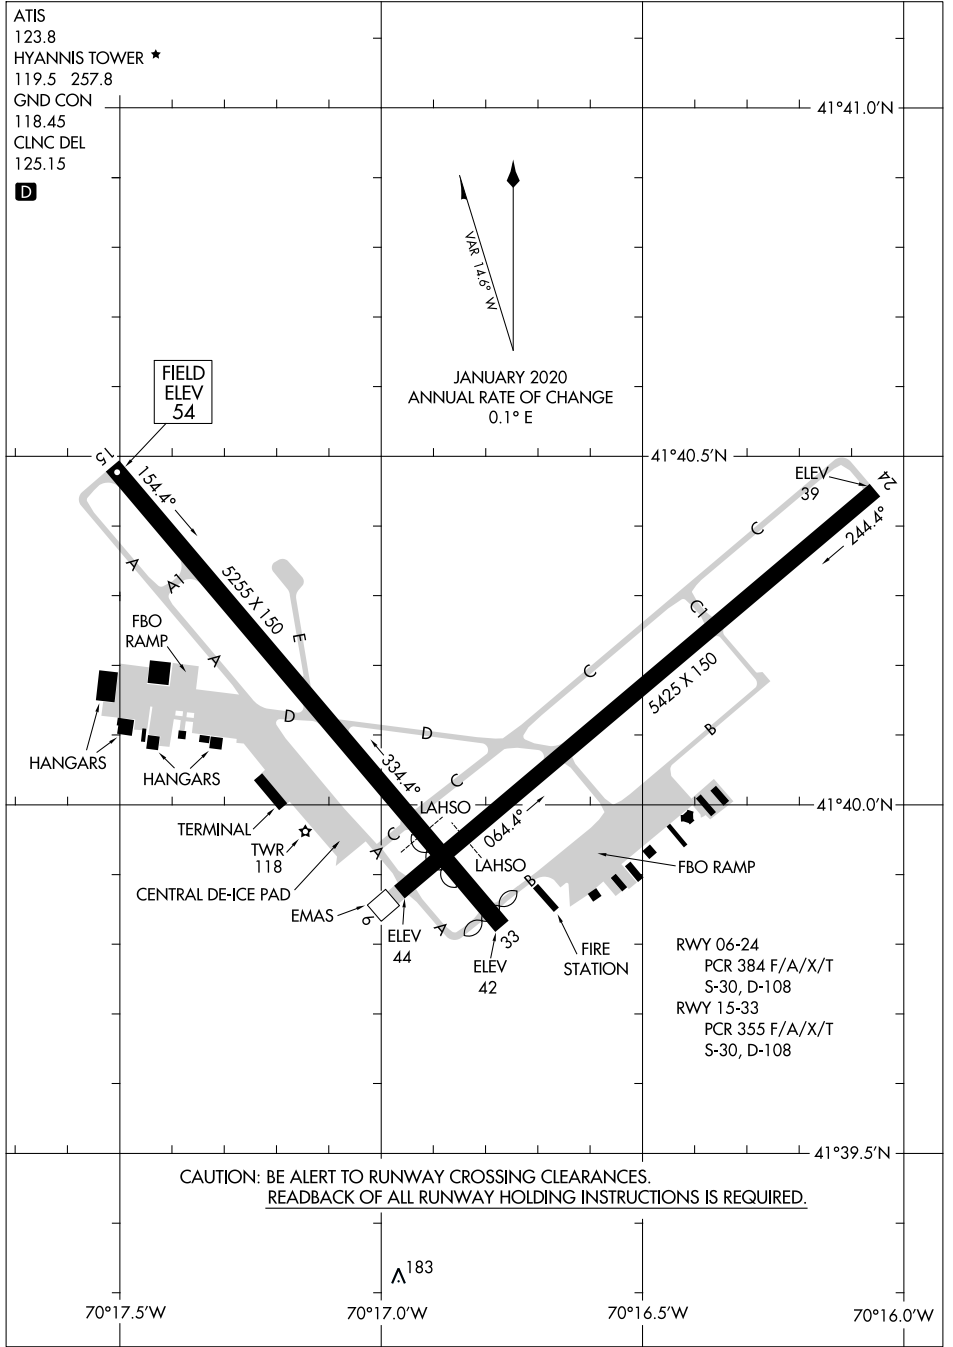 ATIS
123.8
HYANNIS TOWER
119.5 257.8
GND CON
118.45
CLNC DEL
125.15
D
41°41.0'N
VAR 14.6° W
JANUARY 2020
ANNUAL RATE OF CHANGE
0.1° E
FIELD
ELEV
54
15
154.4°
41°40.5'N
ELEV
39
24
244.4°
C
A
A1
5255 X 150
C1
FBO
RAMP
E
A
C
5425 X 150
D
D
B
HANGARS
HANGARS
334.4°
C
LAHSO
41°40.0'N
TERMINAL
064.4°
TWR
118
C
A
LAHSO
FBO RAMP
CENTRAL DE-ICE PAD
B
EMAS
6
A
ELEV
44
33
ELEV
42
FIRE
STATION
RWY 06-24
PCR 384 F/A/X/T
S-30, D-108
RWY 15-33
PCR 355 F/A/X/T
S-30, D-108
41°39.5'N
CAUTION: BE ALERT TO RUNWAY CROSSING CLEARANCES.
READBACK OF ALL RUNWAY HOLDING INSTRUCTIONS IS REQUIRED.
183
70°17.5'W
70°17.0'W
70°16.5'W
70°16.0'W